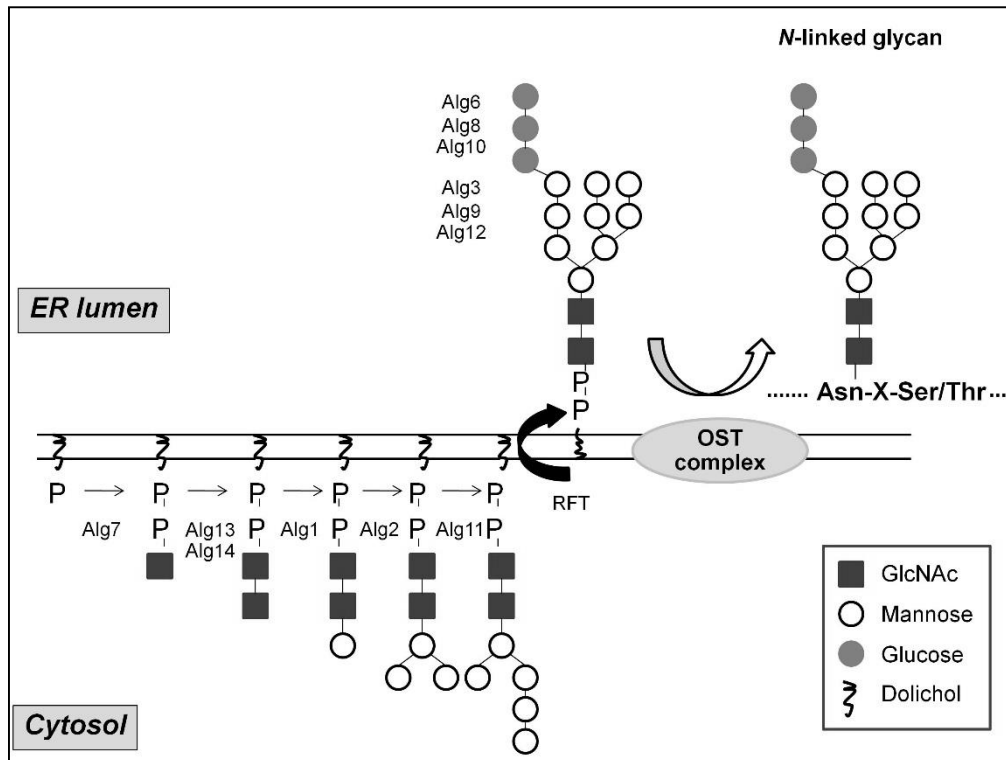 N-linked glycan
Alg6
Alg8
Alg10
Alg3
Alg9
Alg12
ER lumen
P
P
....... Asn-X-Ser/Thr ...
OST
complex
RFT
P P P P P P
P P P P P
Alg7 Alg13 Alg1 Alg2 Alg11
Alg14
GlcNAc
Mannose
Glucose
Dolichol
Cytosol